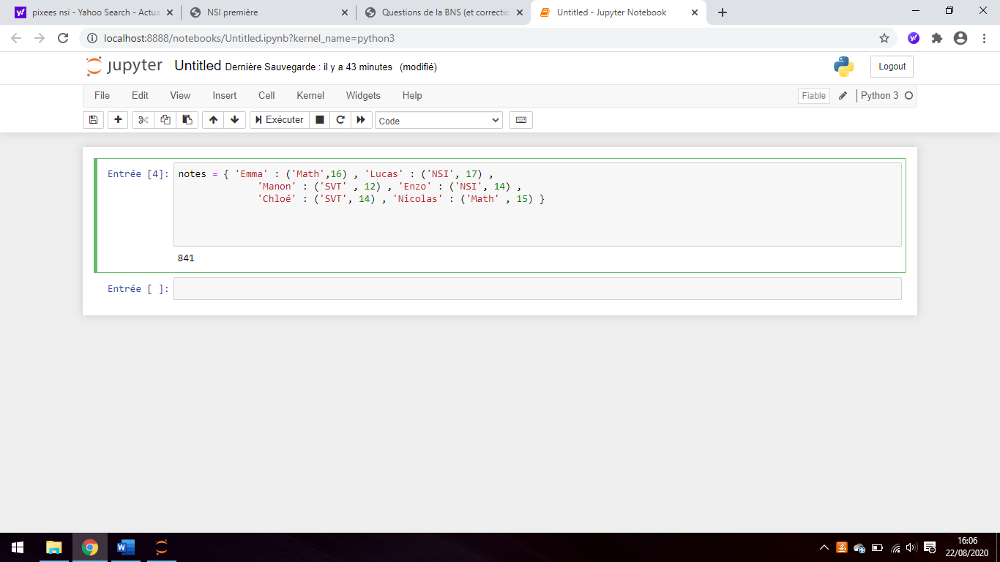 pixees nsi - Yahoo Search - Actua
NSI première
Questions de la BNS (et correctio
Untitled - Jupyter Notebook
localhost:8888/notebooks/Untitled.ipynb?kernel_name=python3
jupyter Untitled Dernière Sauvegarde : il y a 43 minutes (modifié)
Logout
File Edit View Insert Cell Kernel Widgets Help
Fiable
Python 3
Exécuter
Code
Entrée [4]: notes = { 'Emma' : ('Math',16) , 'Lucas' : ('NSI', 17) ,
'Manon' : ('SVT' , 12) , 'Enzo' : ('NSI', 14) ,
'Chloé' : ('SVT', 14) , 'Nicolas' : ('Math' , 15) }
841
Entrée [ ]:
16:06
22/08/2020